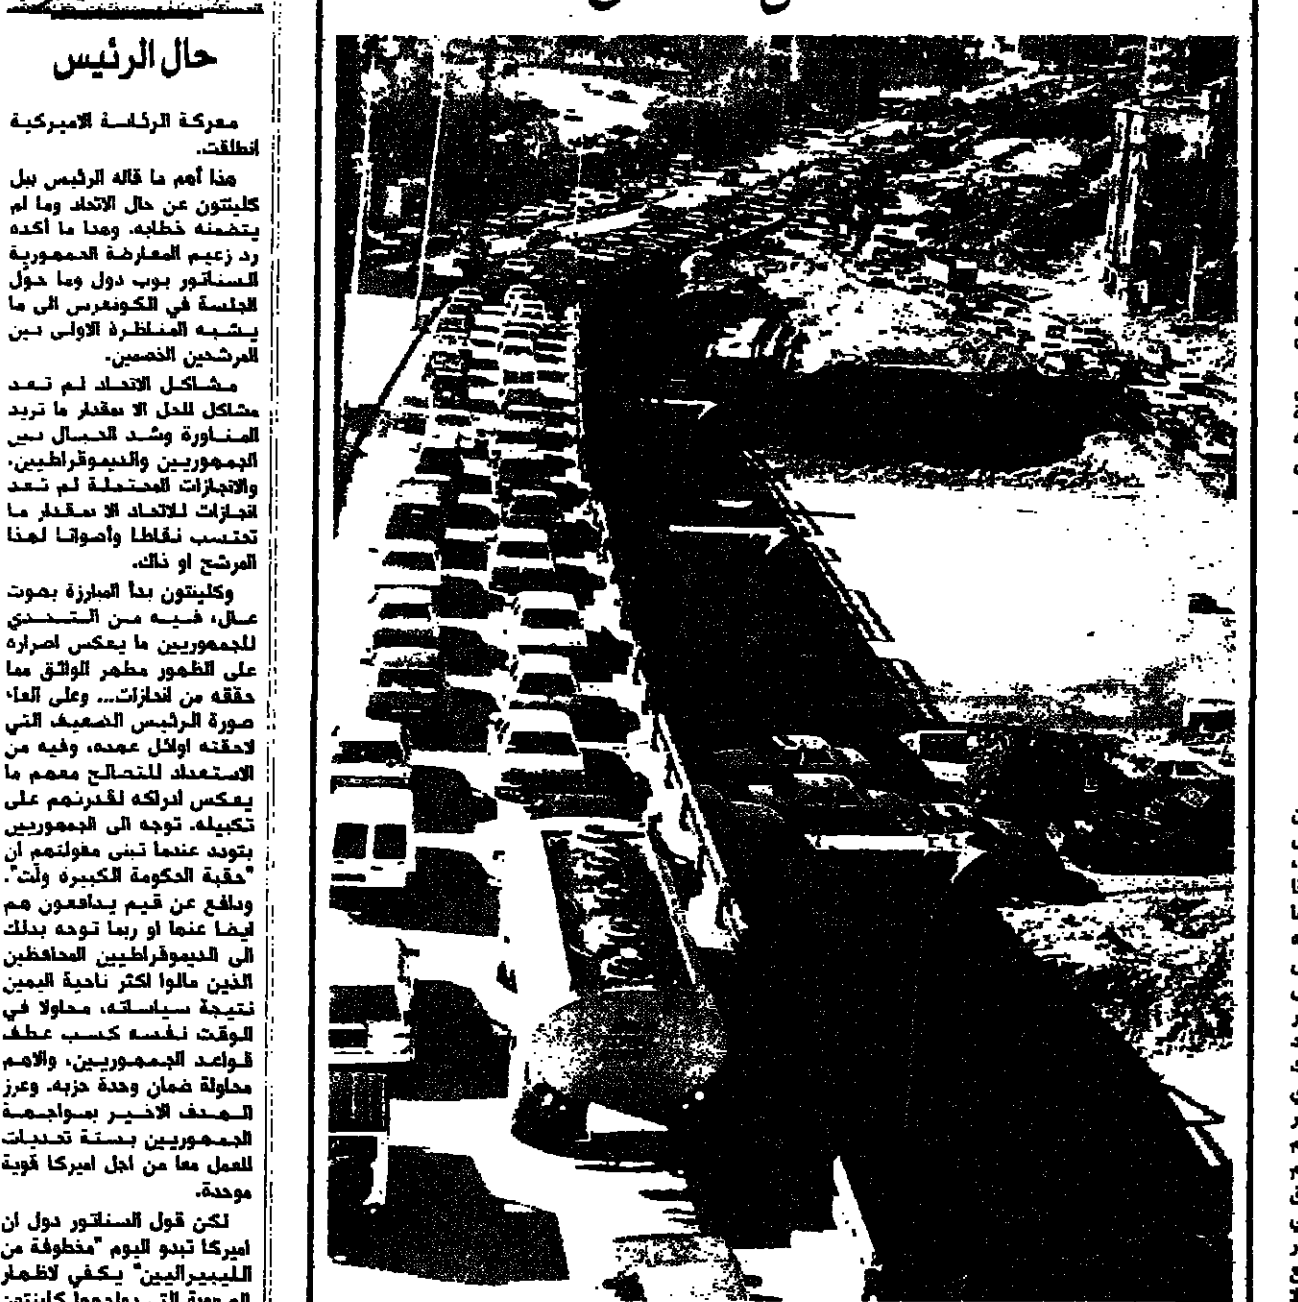 حال الرئيس
معركة الرئاسة الاميركية
انطلقت.
هذا أهم ما قاله الرئيس بيل
كلينتون عن حال الاتحاد وما لم
يتضمنه خطابه. وهذا ما أكده
رد زعيم المعارضة الجمهورية
السناتور بوب دول وما حوّل
الجلسة في الكونغرس الى ما
يشبه المناظرة الاولى بين
المرشحين الخصمين.
مشاكل الاتحاد لم تعد
مشاكل للحل الا بمقدار ما تريد
المناورة وشد الحبال بين
الجمهوريين والديموقراطيين.
والانجازات المحتملة لم تعد
انجازات للاتحاد الا بمقدار ما
تحتسب نقاطا وأصواتا لهذا
المرشح او ذاك.
وكلينتون بدأ المبارزة بصوت
عال، فيه من التحدي
للجمهوريين ما يعكس اصراره
على الظهور مظهر الواثق مما
حققه من انجازات... وعلى
صورة الرئيس الضعيف التي
لاحقته اوائل عهده، وفيه من
الاستعداد للتصالح معهم ما
يعكس ادراكه لقدرتهم على
تكبيله. توجه الى الجمهوريين
بتودد عندما تبنى مقولتهم ان
"حقبة الحكومة الكبيرة ولّت".
ودافع عن قيم يدافعون هم
ايضا عنها او ربما توجه بذلك
الى الديموقراطيين المحافظين
الذين مالوا اكثر ناحية اليمين
نتيجة سياساته، محاولا في
الوقت نفسه كسب عطف
قواعد الجمهوريين، والاهم
محاولة ضمان وحدة حزبه. وعزز
الهدف الاخير بمواجهة
الجمهوريين بستة تحديات
للعمل معا من اجل اميركا قوية
موحدة.
لكن قول السناتور دول ان
اميركا تبدو اليوم "مخطوفة من
الليبيراليين" يكفي لاظهار